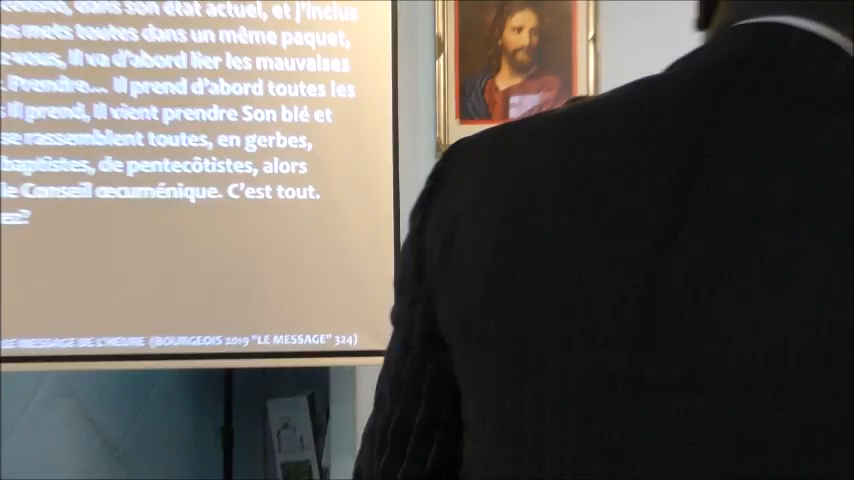 dans son état actuel, et j'inclus
mets toutes dans un même paquet,
vous, Il va d'abord lier les mauvaises
Prendre... Il prend d'abord toutes les
Il prend, Il vient prendre Son blé et
se rassemblent toutes, en gerbes,
baptistes, de pentecôtistes, alors
le Conseil œcuménique. C'est tout.
MESSAGE DE L'HEURE (BOURGEOIS 2019 "LE MESSAGE" 324)